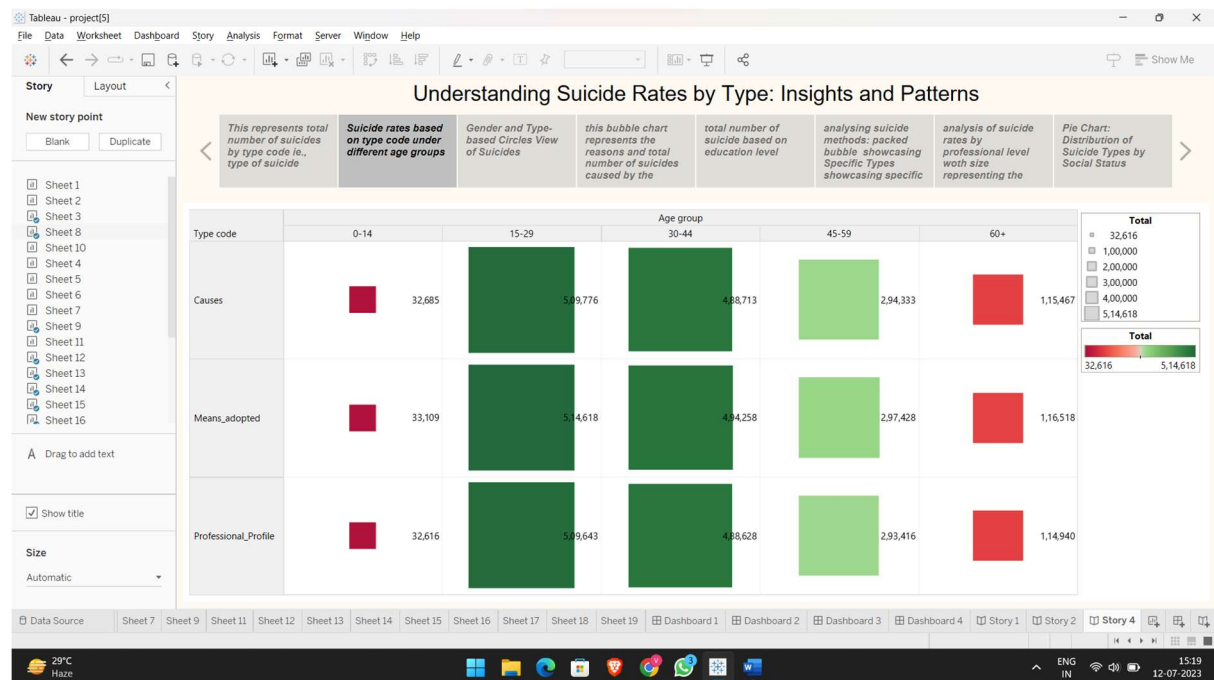 Tableau - project[5]
File Data Worksheet Dashboard Story Analysis Format Server Window Help
Show Me
Story Layout
New story point
Blank Duplicate
Sheet 1
Sheet 2
Sheet 3
Sheet 8
Sheet 10
Sheet 4
Sheet 5
Sheet 6
Sheet 7
Sheet 9
Sheet 11
Sheet 12
Sheet 13
Sheet 14
Sheet 15
Sheet 16
A Drag to add text
Show title
Size
Automatic
Understanding Suicide Rates by Type: Insights and Patterns
This represents total
number of suicides
by type code ie.,
type of suicide
Suicide rates based
on type code under
different age groups
Gender and Type-
based Circles View
of Suicides
this bubble chart
represents the
reasons and total
number of suicides
caused by the
total number of
suicide based on
education level
analysing suicide
methods: packed
bubble showcasing
Specific Types
showcasing specific
analysis of suicide
rates by
professional level
woth size
representing the
Pie Chart:
Distribution of
Suicide Types by
Social Status
Age group
Type code 0-14 15-29 30-44 45-59 60+
Causes 32,685 5,09,776 4,88,713 2,94,333 1,15,467
Means_adopted 33,109 5,14,618 4,94,258 2,97,428 1,16,518
Professional_Profile 32,616 5,09,643 4,88,628 2,93,416 1,14,940
Total
32,616
1,00,000
2,00,000
3,00,000
4,00,000
5,14,618
Total
32,616 5,14,618
Data Source Sheet 7 Sheet 9 Sheet 11 Sheet 12 Sheet 13 Sheet 14 Sheet 15 Sheet 16 Sheet 17 Sheet 18 Sheet 19 Dashboard 1 Dashboard 2 Dashboard 3 Dashboard 4 Story 1 Story 2 Story 4
29°C
Haze
3
ENG
IN
15:19
12-07-2023